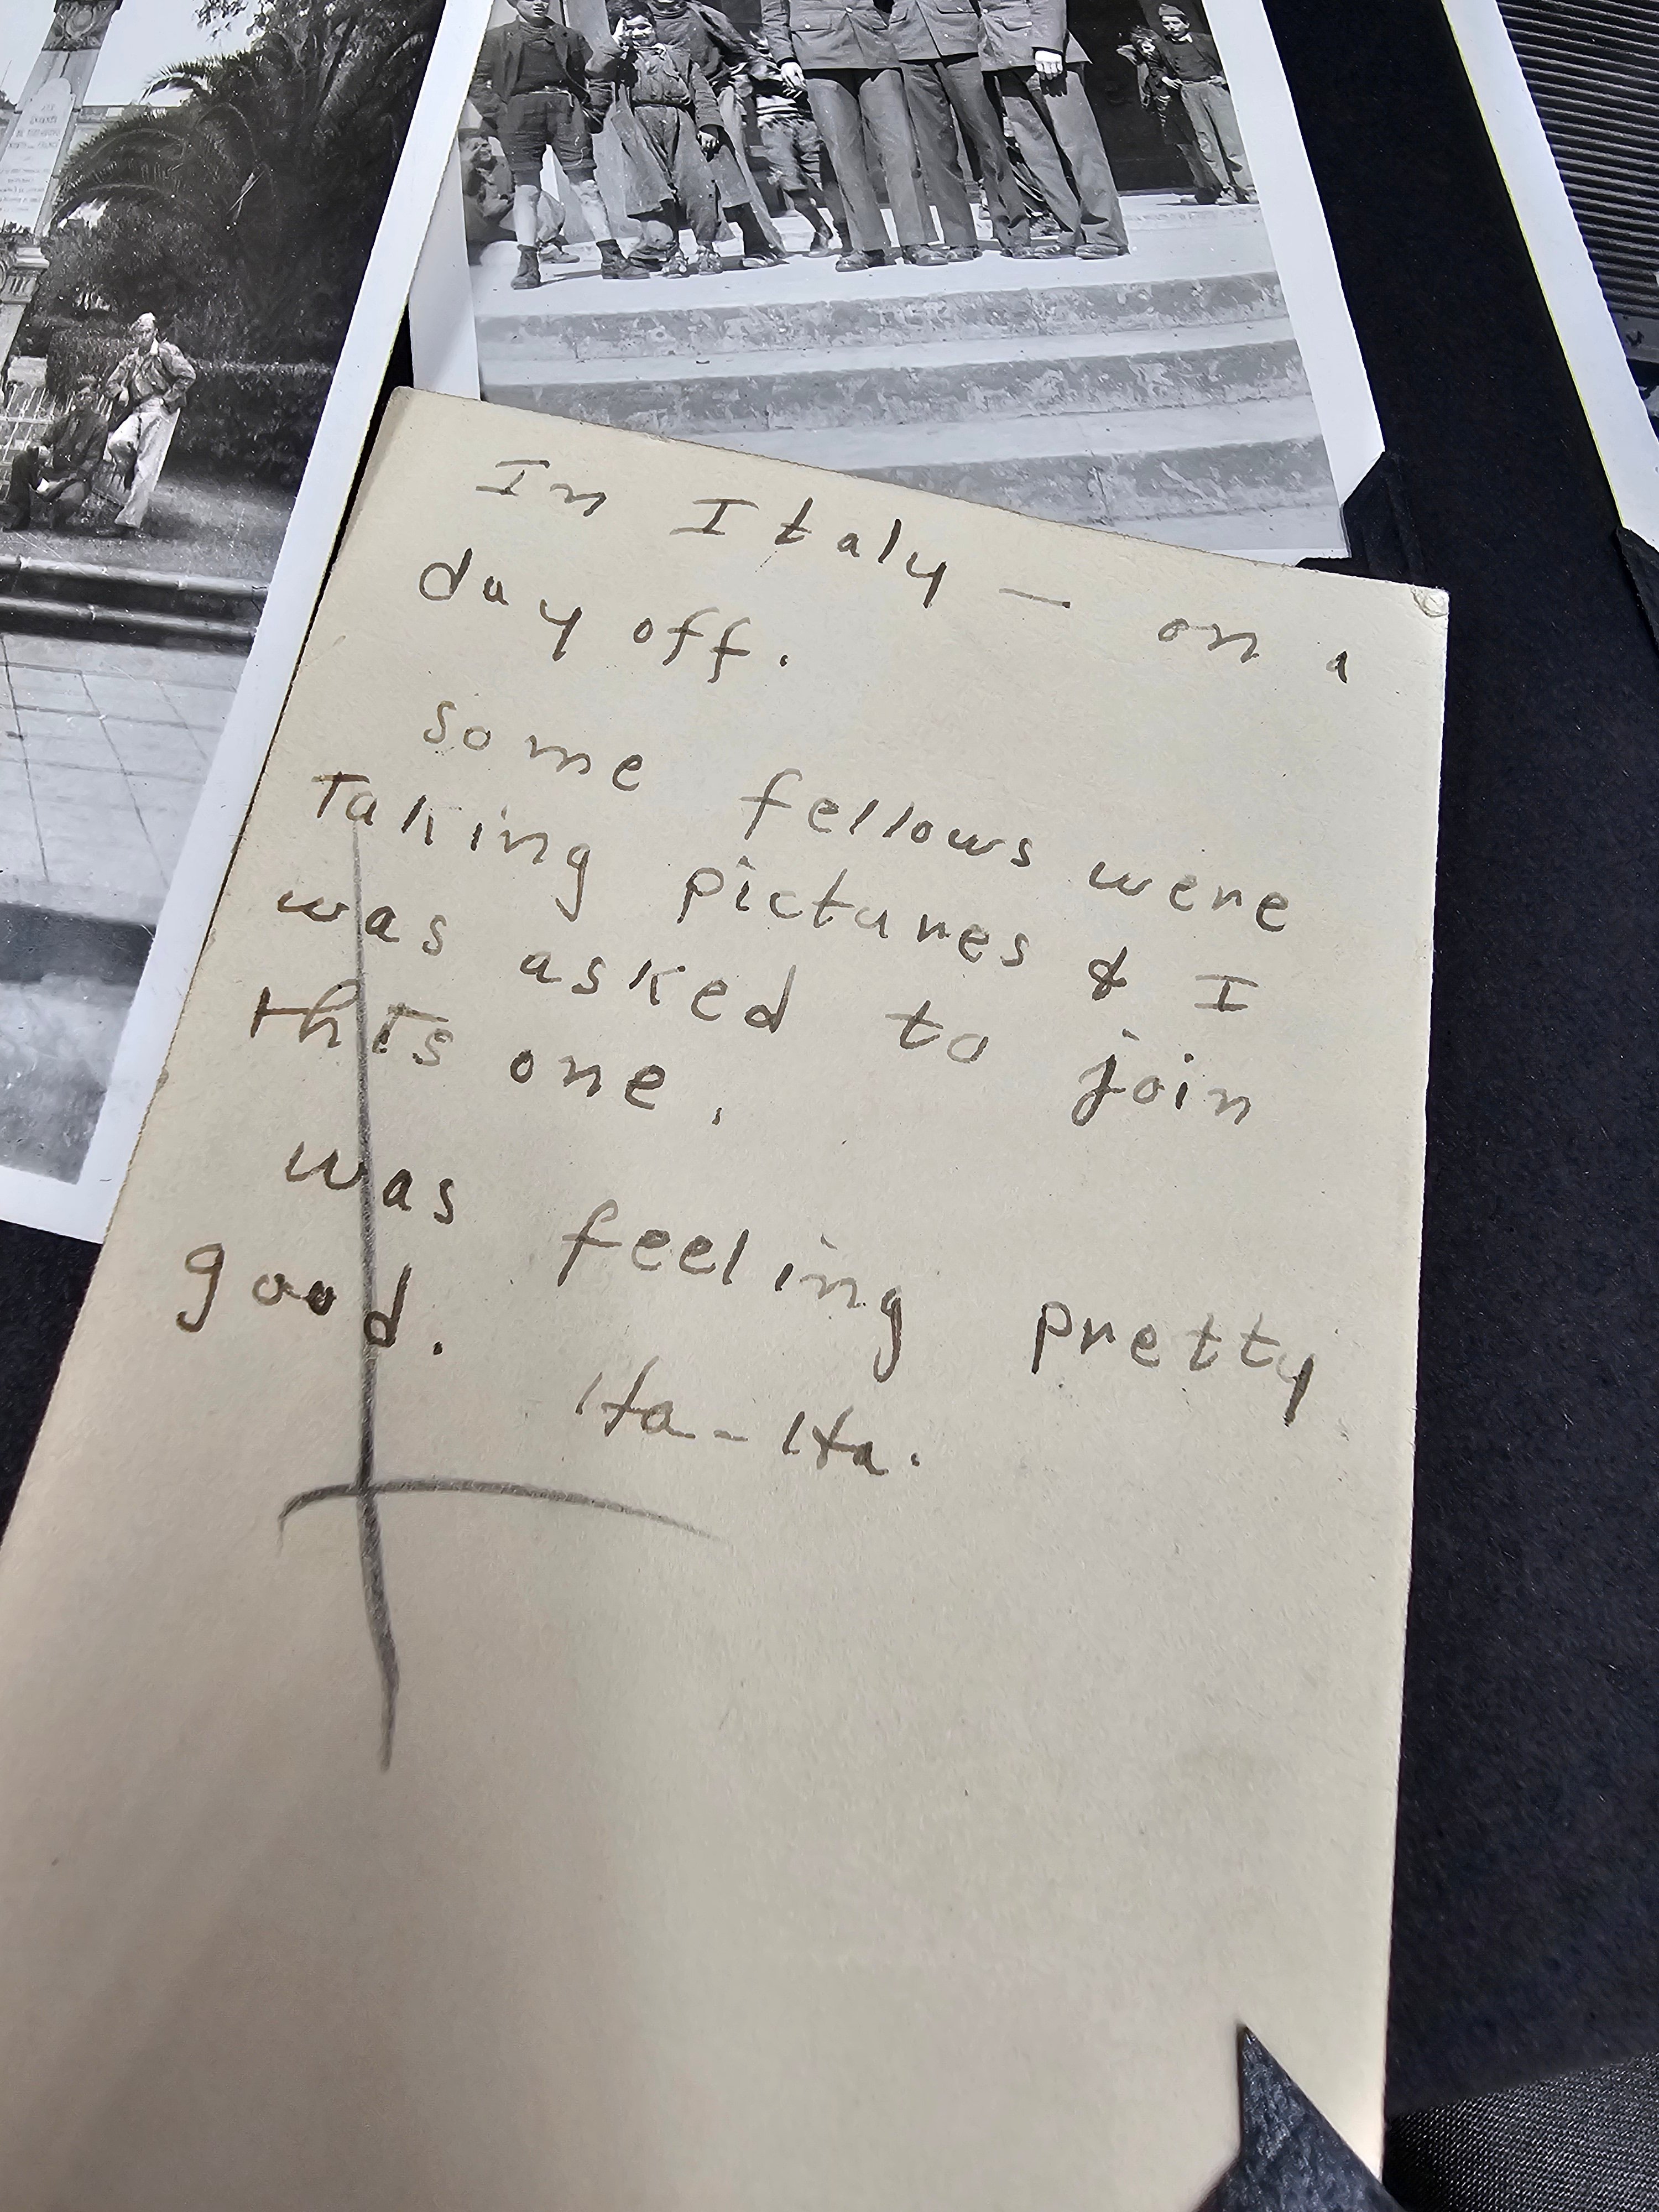 In Italy — on a
day off.
some fellows were
Taking pictures & I
was asked to join
this one.
was feeling pretty
good.
Ha - Ha.